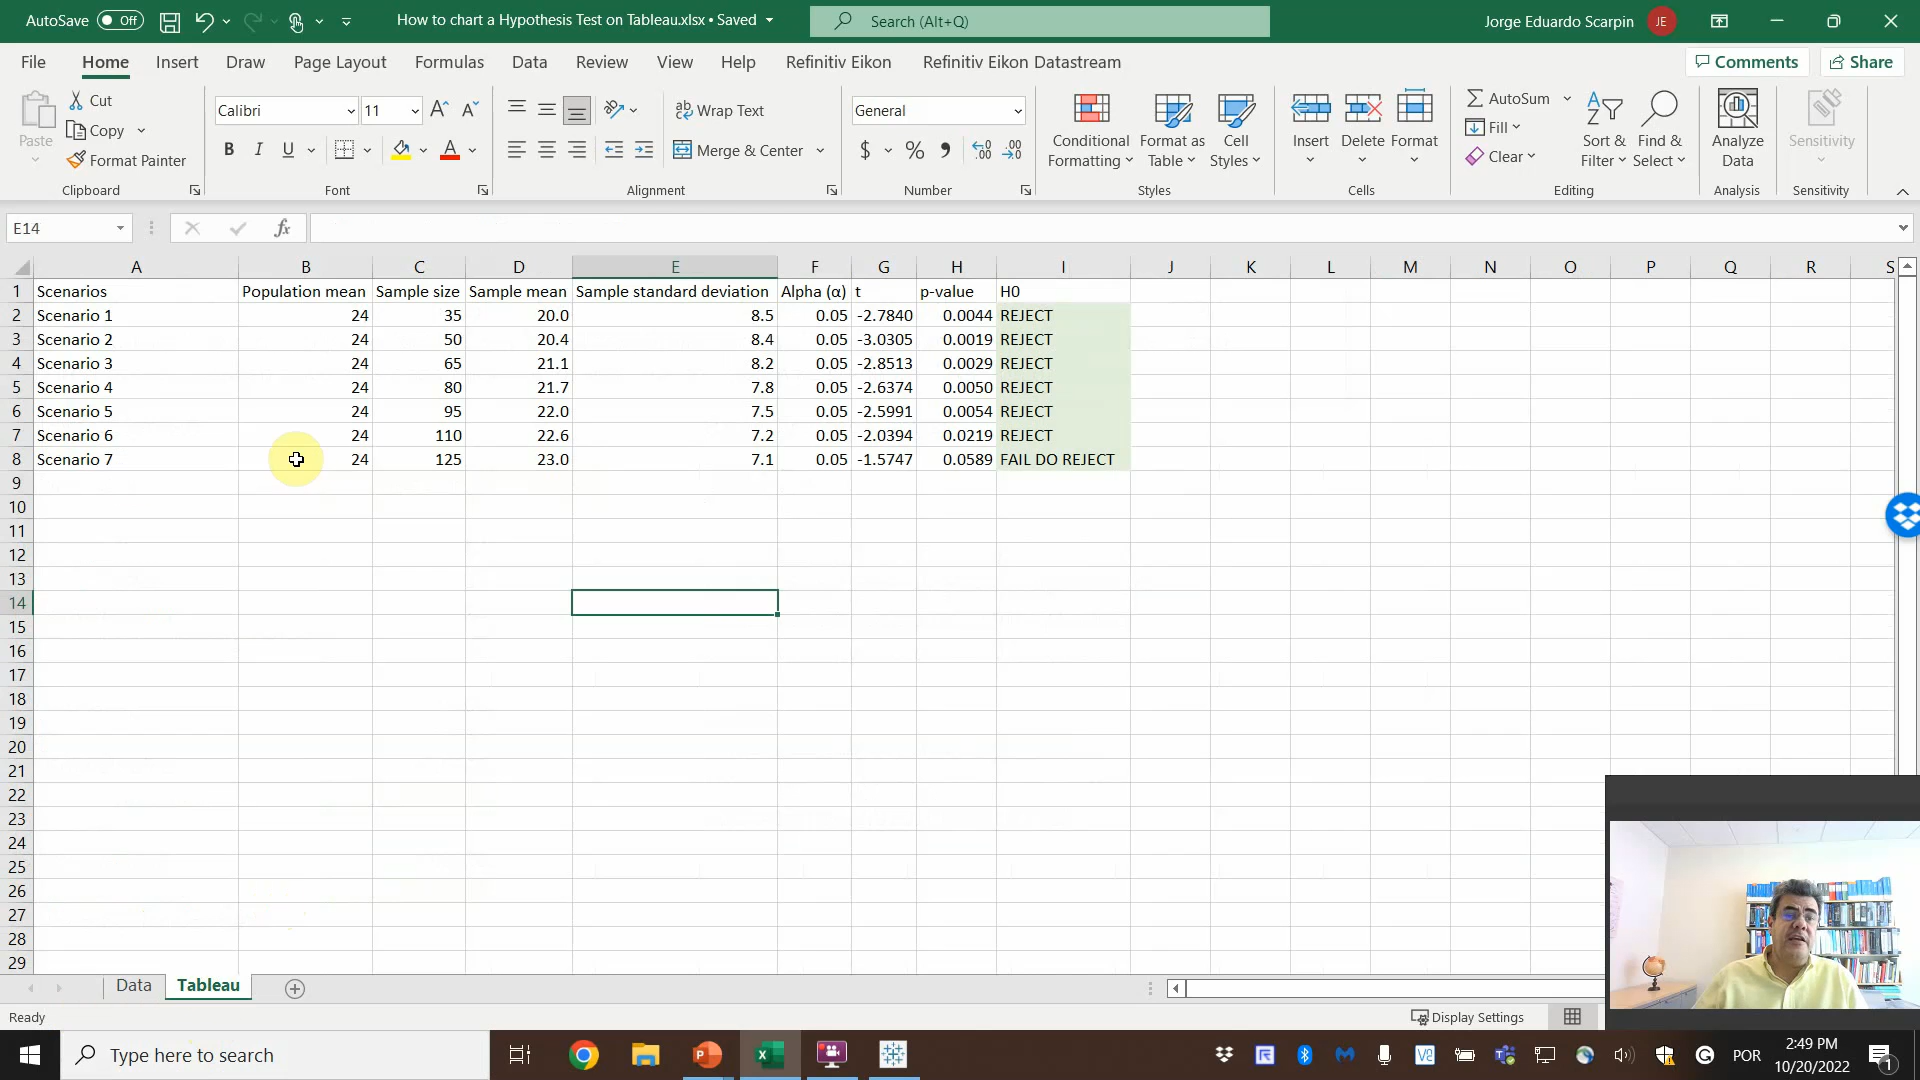 AutoSave Off How to chart a Hypothesis Test on Tableau.xlsx • Saved Search (Alt+Q) Jorge Eduardo Scarpin JE
File Home Insert Draw Page Layout Formulas Data Review View Help Refinitiv Eikon Refinitiv Eikon Datastream Comments Share
Paste Cut Copy Format Painter Clipboard
Calibri 11 B I U A Font
Wrap Text Merge & Center Alignment
General $ % Number
Conditional Formatting Format as Table Cell Styles Styles
Insert Delete Format Cells
AutoSum Fill Clear Sort & Filter Find & Select Editing
Analyze Data Analysis
Sensitivity Sensitivity
E14 fx
A B C D E F G H I J K L M N O P Q R S
1 Scenarios Population mean Sample size Sample mean Sample standard deviation Alpha (α) t p-value H0
2 Scenario 1 24 35 20.0 8.5 0.05 -2.7840 0.0044 REJECT
3 Scenario 2 24 50 20.4 8.4 0.05 -3.0305 0.0019 REJECT
4 Scenario 3 24 65 21.1 8.2 0.05 -2.8513 0.0029 REJECT
5 Scenario 4 24 80 21.7 7.8 0.05 -2.6374 0.0050 REJECT
6 Scenario 5 24 95 22.0 7.5 0.05 -2.5991 0.0054 REJECT
7 Scenario 6 24 110 22.6 7.2 0.05 -2.0394 0.0219 REJECT
8 Scenario 7 24 125 23.0 7.1 0.05 -1.5747 0.0589 FAIL DO REJECT
9
10
11
12
13
14
15
16
17
18
19
20
21
22
23
24
25
26
27
28
29
Data Tableau
Ready Display Settings
Type here to search POR 2:49 PM
10/20/2022 1